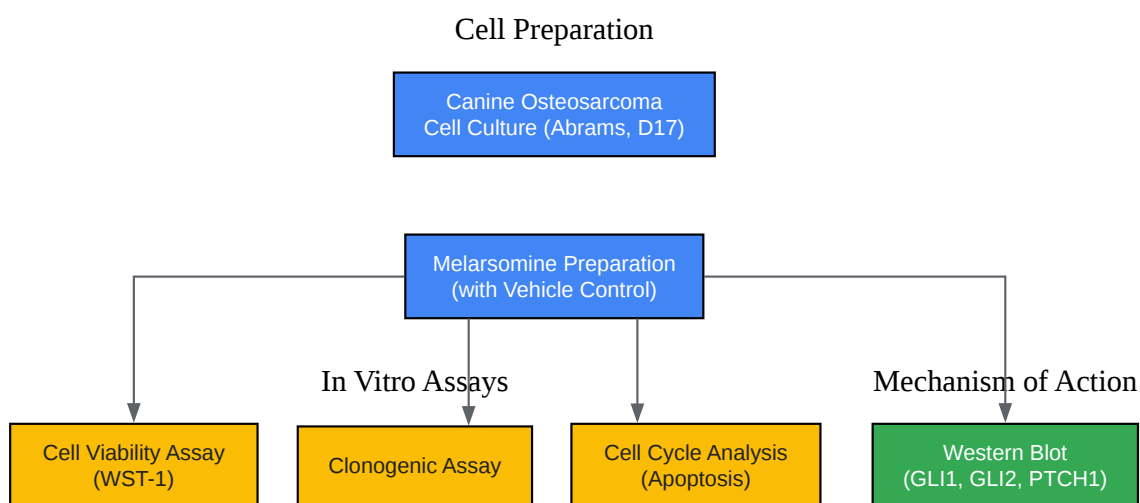 Cell Preparation
Canine Osteosarcoma
Cell Culture (Abrams, D17)
Melarsomine Preparation
(with Vehicle Control)
In Vitro Assays
Mechanism of Action
Cell Viability Assay
(WST-1)
Clonogenic Assay
Cell Cycle Analysis
(Apoptosis)
Western Blot
(GLI1, GLI2, PTCH1)